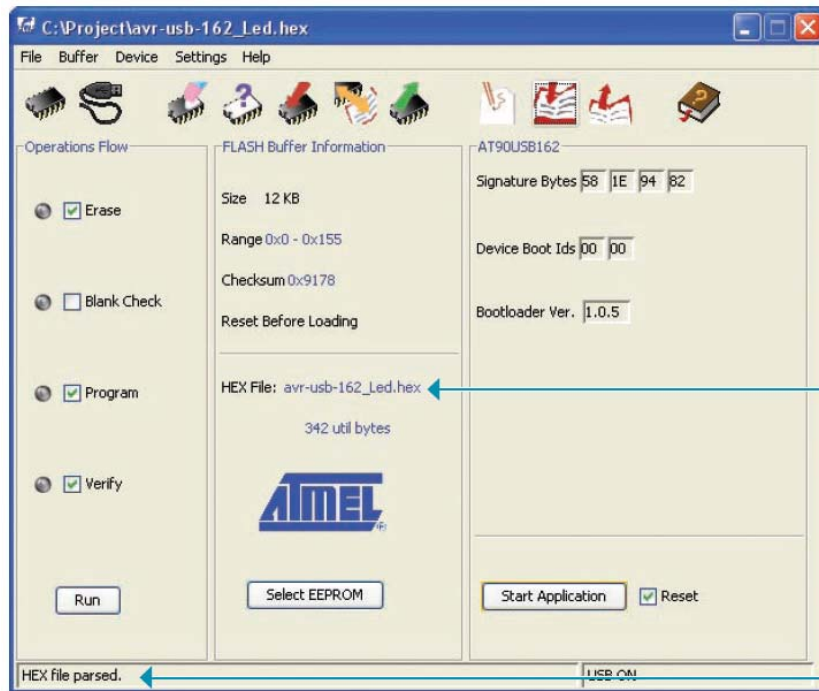 C:\Project\avr-usb-162_Led.hex
File Buffer Device Settings Help
Operations Flow
Erase
Blank Check
Program
Verify
Run
FLASH Buffer Information
Size 12 KB
Range 0x0 - 0x155
Checksum 0x9178
Reset Before Loading
HEX File: avr-usb-162_Led.hex
342 util bytes
ATMEL
®
Select EEPROM
AT90USB162
Signature Bytes 58 1E 94 82
Device Boot Ids 00 00
Bootloader Ver. 1.0.5
Start Application Reset
HEX file parsed.
USB ON